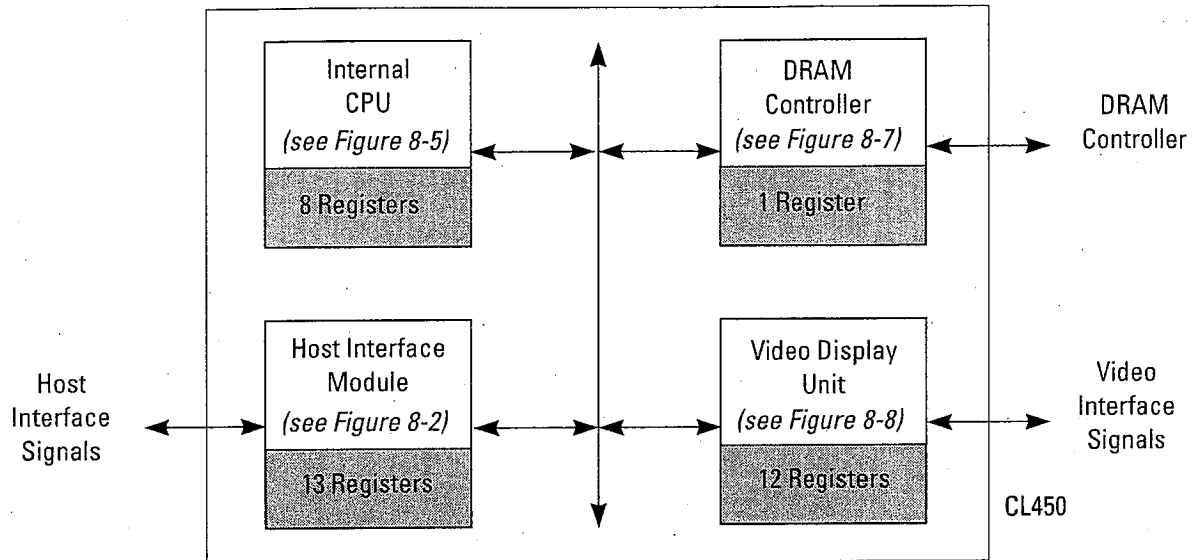 Internal
CPU
(see Figure 8-5)
8 Registers
DRAM
Controller
(see Figure 8-7)
1 Register
DRAM
Controller
Host Interface
Module
(see Figure 8-2)
13 Registers
Video Display
Unit
(see Figure 8-8)
12 Registers
Host
Interface
Signals
Video
Interface
Signals
CL450